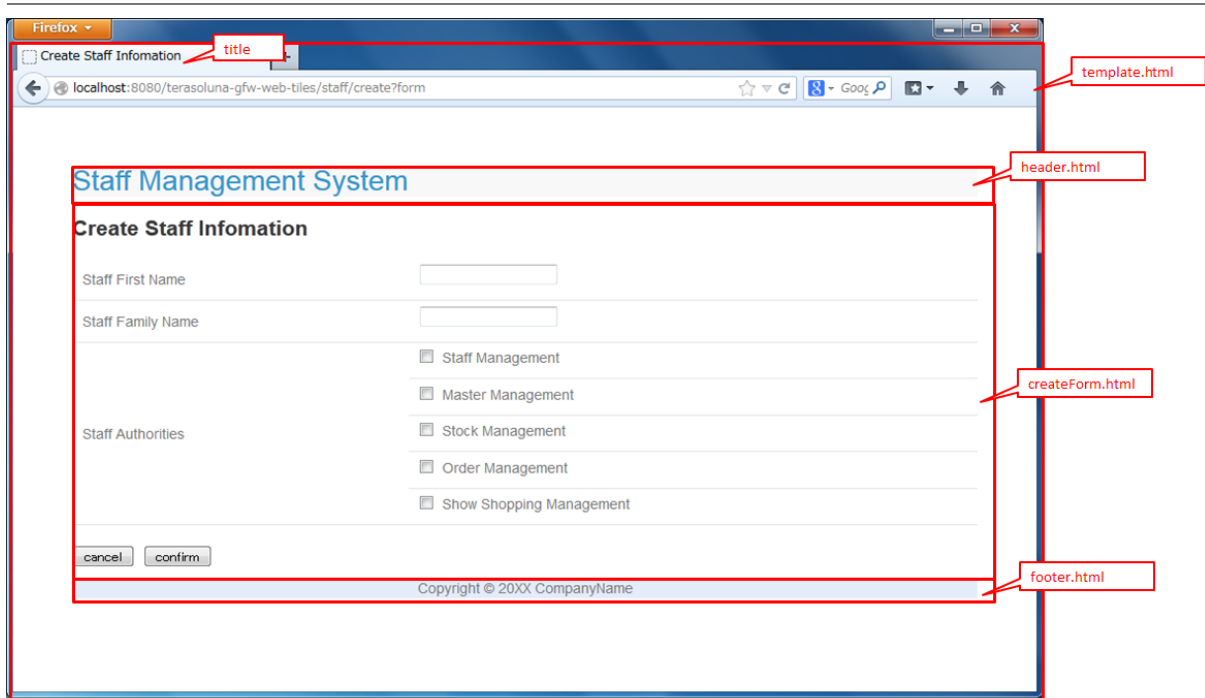 Firefox
Create Staff Infomation
title
template.html
localhost:8080/terasoluna-gfw-web-tiles/staff/create?form
Goog
header.html
Staff Management System
Create Staff Infomation
Staff First Name
Staff Family Name
Staff Management
createForm.html
Master Management
Staff Authorities
Stock Management
Order Management
Show Shopping Management
cancel confirm
footer.html
Copyright © 20XX CompanyName